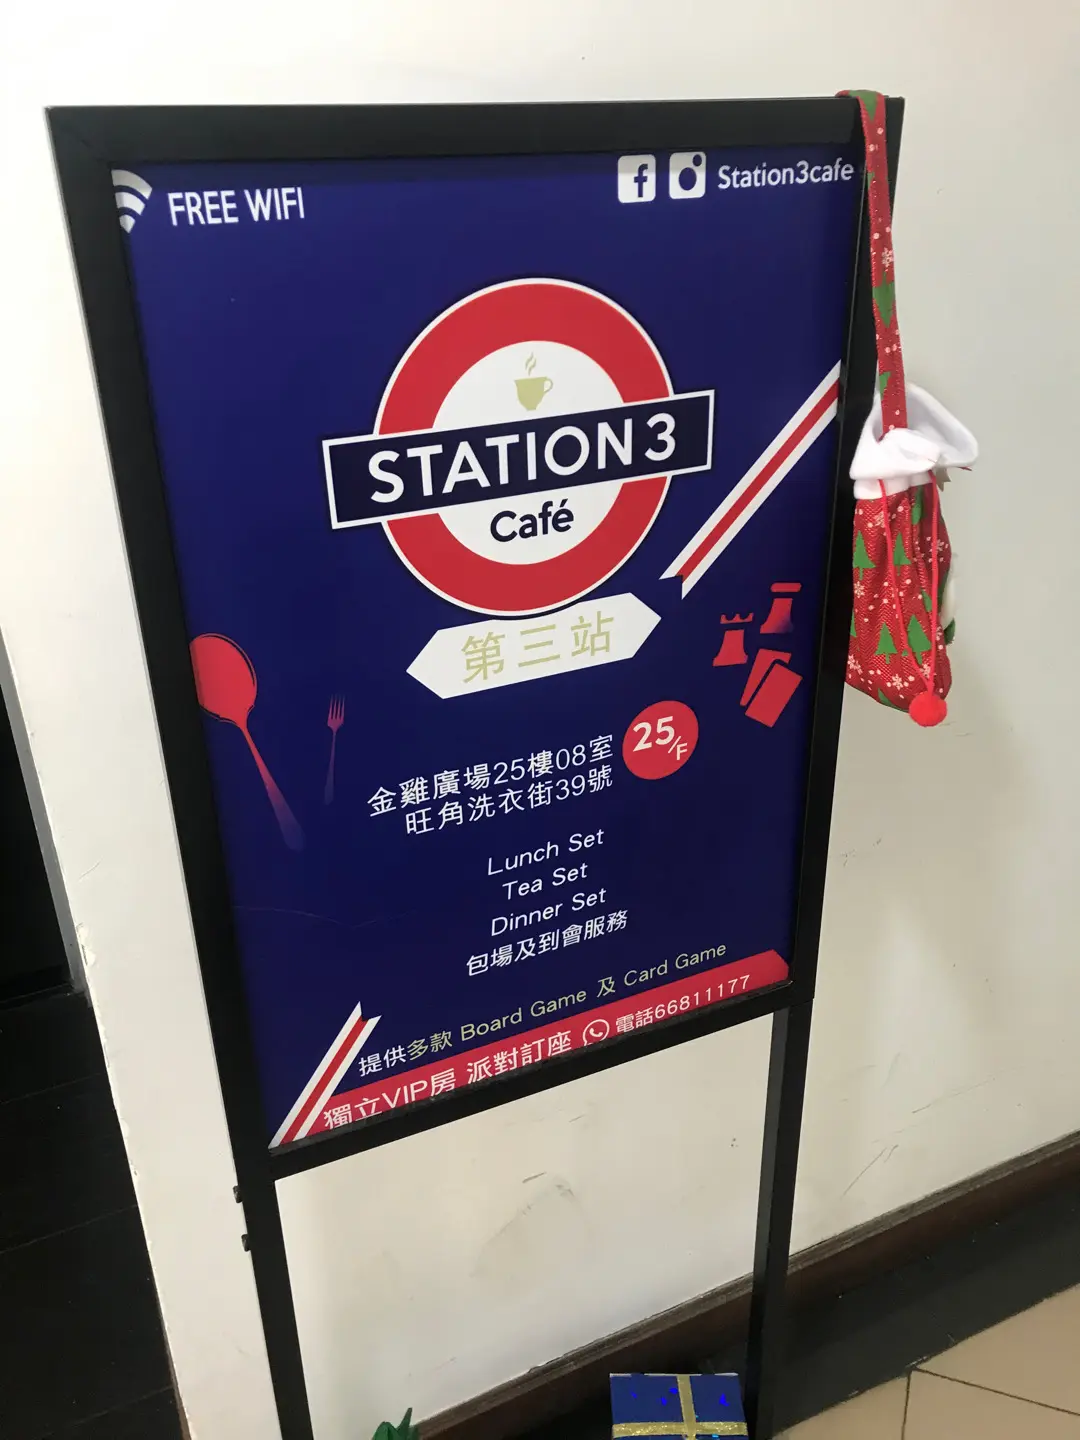 FREE WIFI
Station3cafe
STATION 3
Café
第三站
金雞廣場25樓08室
旺角洗衣街39號
25/F
Lunch Set
Tea Set
Dinner Set
包場及到會服務
提供多款 Board Game 及 Card Game
獨立VIP房 派對訂座 電話66811177